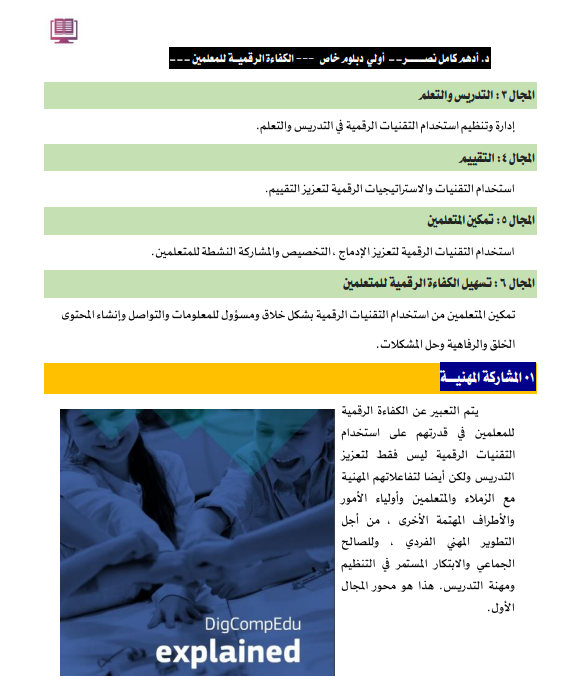 د. أدهم كامل نصــــر-- أولي دبلوم خاص --- الكفاءة الرقميــة للمعلمين ---
المجال ٣: التدريس والتعلم
إدارة وتنظيم استخدام التقنيات الرقمية في التدريس والتعلم.
المجال ٤: التقييم
استخدام التقنيات والاستراتيجيات الرقمية لتعزيز التقييم.
المجال ٥: تمكين المتعلمين
استخدام التقنيات الرقمية لتعزيز الإدماج ، التخصيص والمشاركة النشطة للمتعلمين.
المجال ٦: تسهيل الكفاءة الرقمية للمتعلمين
تمكين المتعلمين من استخدام التقنيات الرقمية بشكل خلاق ومسؤول للمعلومات والتواصل وإنشاء المحتوى
الخلق والرفاهية وحل المشكلات.
٠١ المشاركة المهنيــة
يتم التعبير عن الكفاءة الرقمية
للمعلمين في قدرتهم على استخدام
التقنيات الرقمية ليس فقط لتعزيز
التدريس ولكن أيضا لتفاعلاتهم المهنية
مع الزملاء والمتعلمين وأولياء الأمور
والأطراف المهتمة الأخرى ، من أجل
التطوير المهني الفردي ، وللصالح
الجماعي والابتكار المستمر في التنظيم
ومهنة التدريس. هذا هو محور المجال
الأول.
DigCompEdu
explained